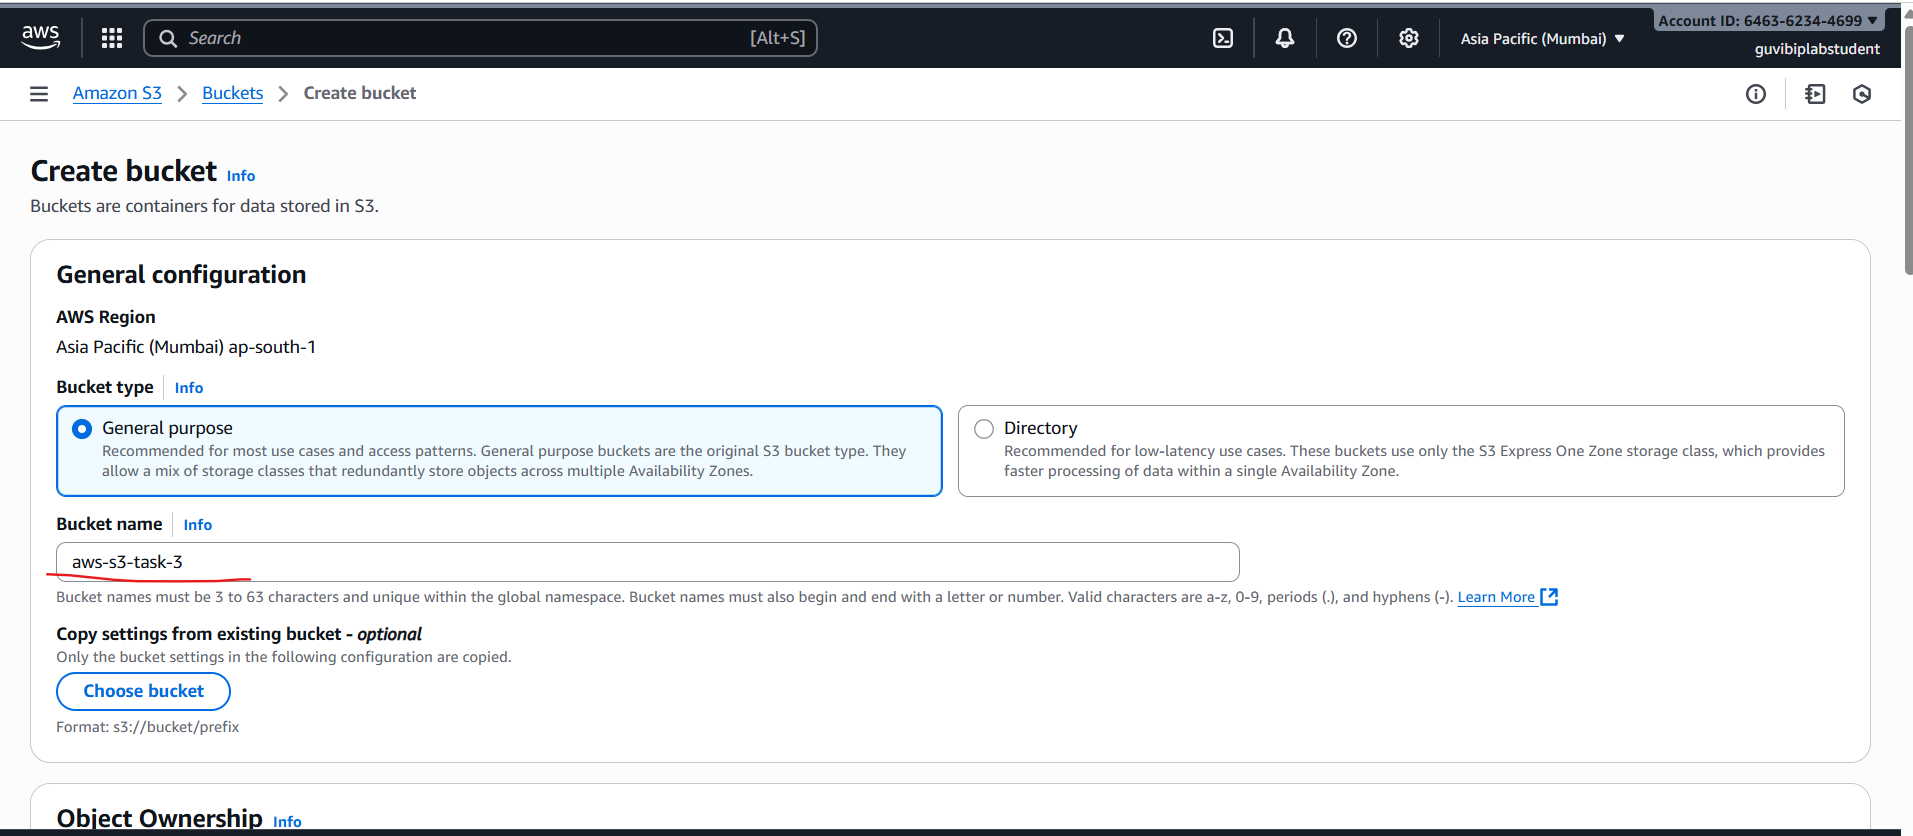 aws
Search [Alt+S]
Asia Pacific (Mumbai)
Account ID: 6463-6234-4699
guvibiplabstudent
Amazon S3 > Buckets > Create bucket
Create bucket Info
Buckets are containers for data stored in S3.
General configuration
AWS Region
Asia Pacific (Mumbai) ap-south-1
Bucket type Info
General purpose
Recommended for most use cases and access patterns. General purpose buckets are the original S3 bucket type. They
allow a mix of storage classes that redundantly store objects across multiple Availability Zones.
Directory
Recommended for low-latency use cases. These buckets use only the S3 Express One Zone storage class, which provides
faster processing of data within a single Availability Zone.
Bucket name Info
aws-s3-task-3
Bucket names must be 3 to 63 characters and unique within the global namespace. Bucket names must also begin and end with a letter or number. Valid characters are a-z, 0-9, periods (.), and hyphens (-). Learn More
Copy settings from existing bucket - optional
Only the bucket settings in the following configuration are copied.
Choose bucket
Format: s3://bucket/prefix
Object Ownership Info